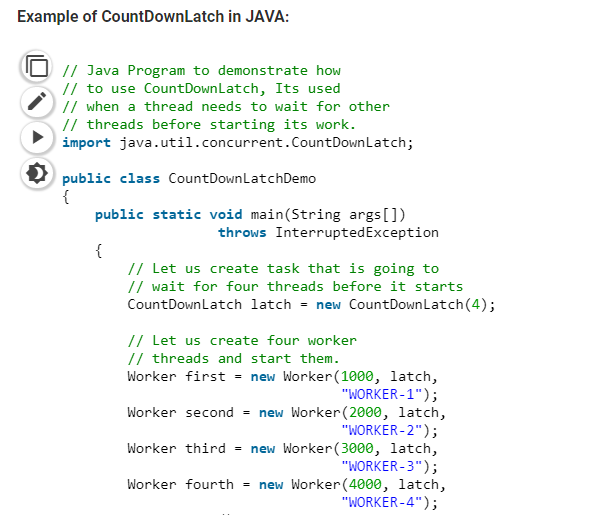 Example of CountDownLatch in JAVA:
// Java Program to demonstrate how
// to use CountDownLatch, Its used
// when a thread needs to wait for other
// threads before starting its work.
import java.util.concurrent.CountDownLatch;
public class CountDownLatchDemo
{
public static void main(String args[])
throws InterruptedException
{
// Let us create task that is going to
// wait for four threads before it starts
CountDownLatch latch = new CountDownLatch(4);
// Let us create four worker
// threads and start them.
Worker first = new Worker(1000, latch,
"WORKER-1");
Worker second = new Worker(2000, latch,
"WORKER-2");
Worker third = new Worker(3000, latch,
"WORKER-3");
Worker fourth = new Worker(4000, latch,
"WORKER-4");